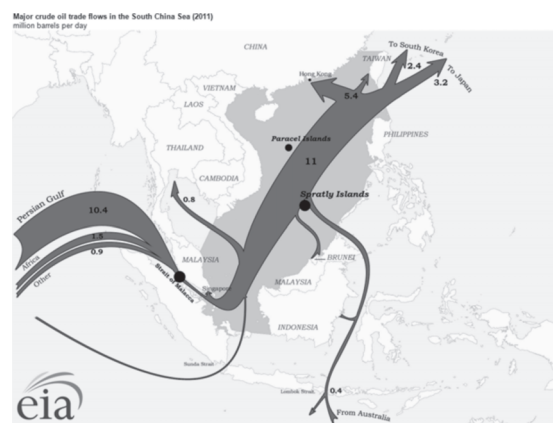 Major crude oil trade flows in the South China Sea (2011)
million barrels per day
CHINA
To South Korea
TAIWAN
2.4
To Japan
Hong Kong
3.2
VIETNAM
5.4
LAOS
PHILIPPINES
Paracel Islands
THAILAND
11
CAMBODIA
Spratly Islands
0.8
Persian Gulf
10.4
Africa
1.5
Other
0.9
MALAYSIA
BRUNEI
Strait of Malacca
Singapore
MALAYSIA
INDONESIA
Sunda Strait
Lombok Strait
0.4
From Australia
eia